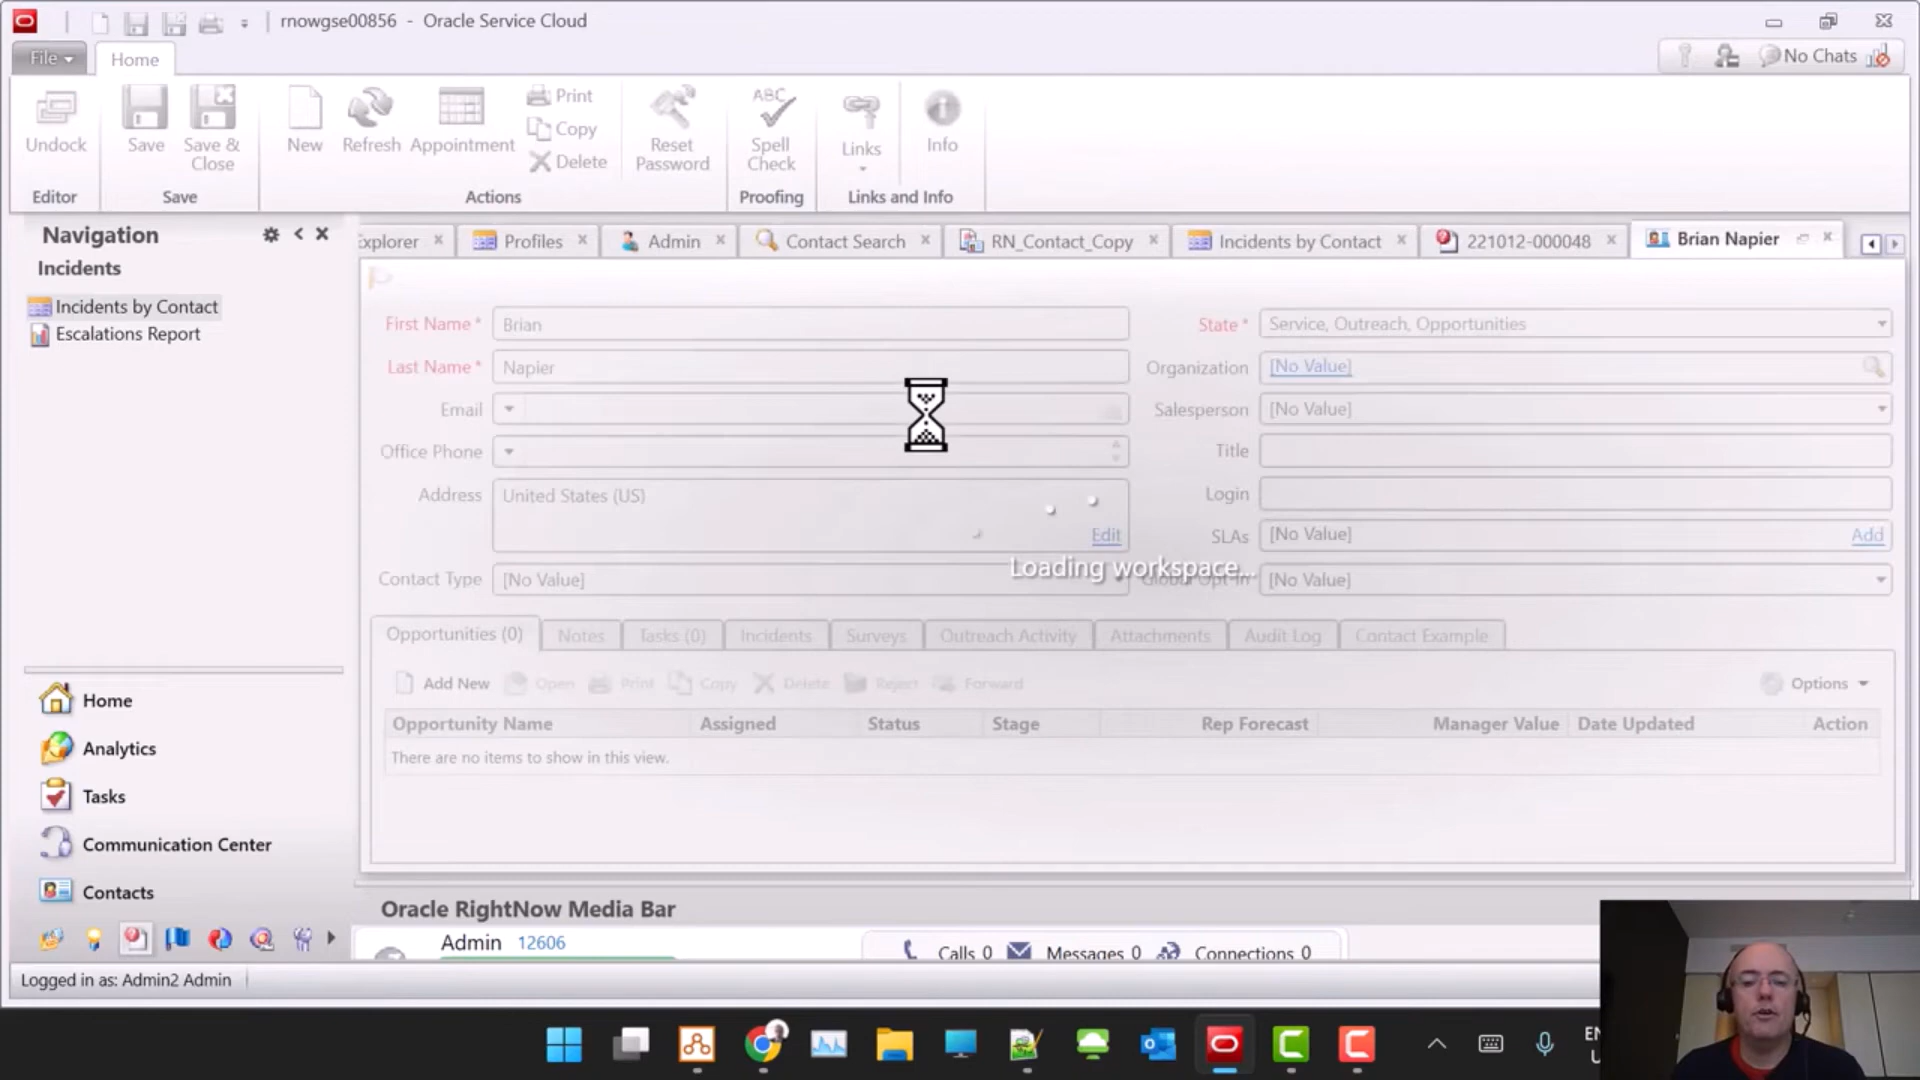 rnowgse00856 - Oracle Service Cloud
File Home No Chats
Undock Save Save & Close New Refresh Appointment Print Copy Delete Reset Password ABC Spell Check Links Info
Editor Save Actions Proofing Links and Info
Navigation
Incidents
Incidents by Contact
Escalations Report
Explorer Profiles Admin Contact Search RN_Contact_Copy Incidents by Contact 221012-000048 Brian Napier
First Name * Brian State * Service, Outreach, Opportunities
Last Name * Napier Organization [No Value]
Email Salesperson [No Value]
Office Phone Title
Address United States (US) Login
Edit SLAs [No Value] Add
Loading workspace...
Contact Type [No Value] Global Opt-In [No Value]
Opportunities (0) Notes Tasks (0) Incidents Surveys Outreach Activity Attachments Audit Log Contact Example
Add New Open Print Copy Delete Reject Forward Options
Opportunity Name Assigned Status Stage Rep Forecast Manager Value Date Updated Action
There are no items to show in this view.
Home
Analytics
Tasks
Communication Center
Contacts
Oracle RightNow Media Bar
Admin 12606 Calls 0 Messages 0 Connections 0
Logged in as: Admin2 Admin